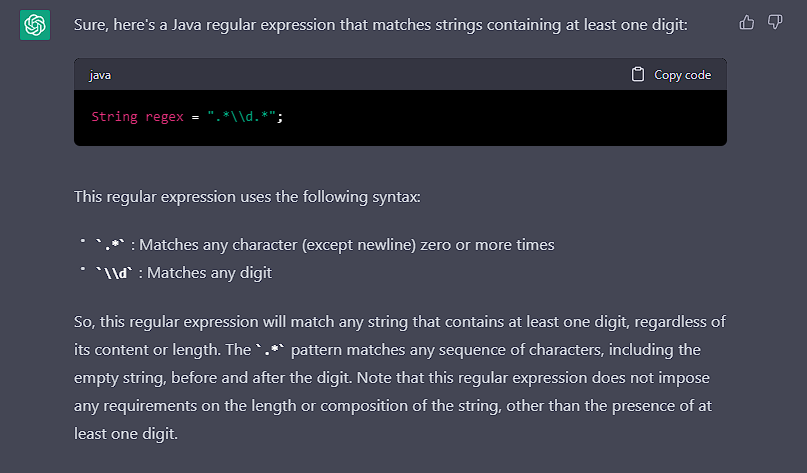 Sure, here's a Java regular expression that matches strings containing at least one digit:
java
Copy code
String regex = ".*\\d.*";
This regular expression uses the following syntax:
• `.*` : Matches any character (except newline) zero or more times
• `\\d` : Matches any digit
So, this regular expression will match any string that contains at least one digit, regardless of
its content or length. The `.*` pattern matches any sequence of characters, including the
empty string, before and after the digit. Note that this regular expression does not impose
any requirements on the length or composition of the string, other than the presence of at
least one digit.